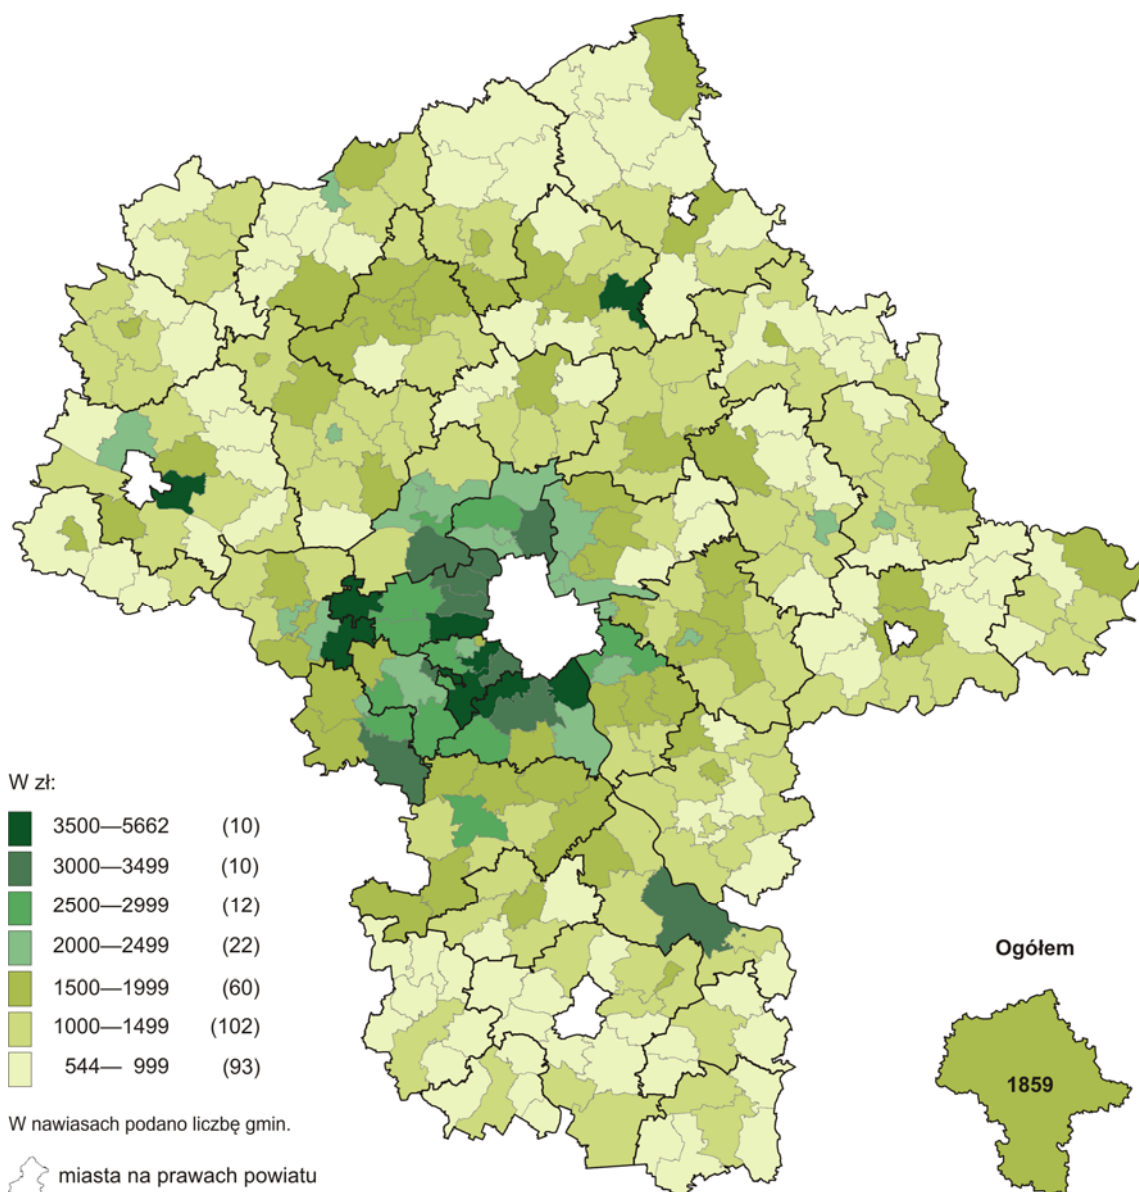 W zł:
3500—5662 (10)
3000—3499 (10)
2500—2999 (12)
2000—2499 (22)
1500—1999 (60)
1000—1499 (102)
544— 999 (93)
W nawiasach podano liczbę gmin.
miasta na prawach powiatu
Ogółem
1859